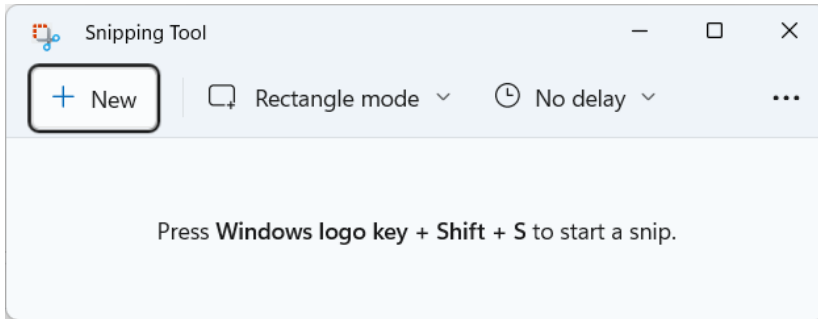 Snipping Tool
New Rectangle mode No delay
Press Windows logo key + Shift + S to start a snip.